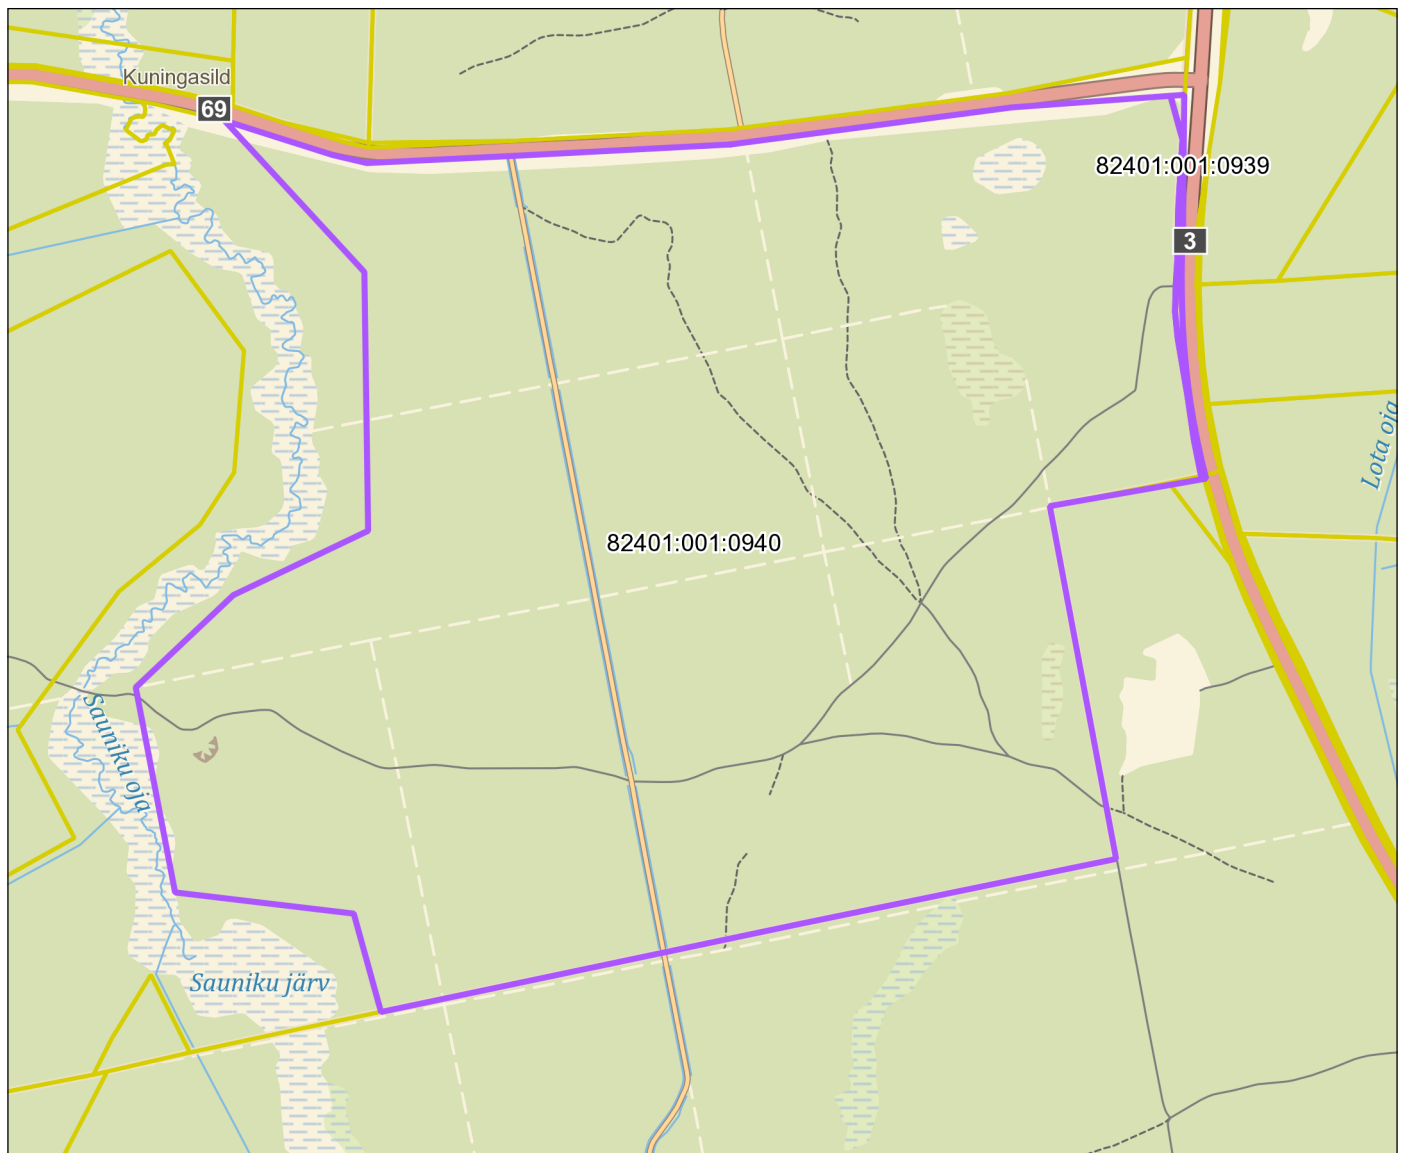 Kuningasild
69
82401:001:0939
3
Lota oja
82401:001:0940
Sauniku oja
Sauniku järv